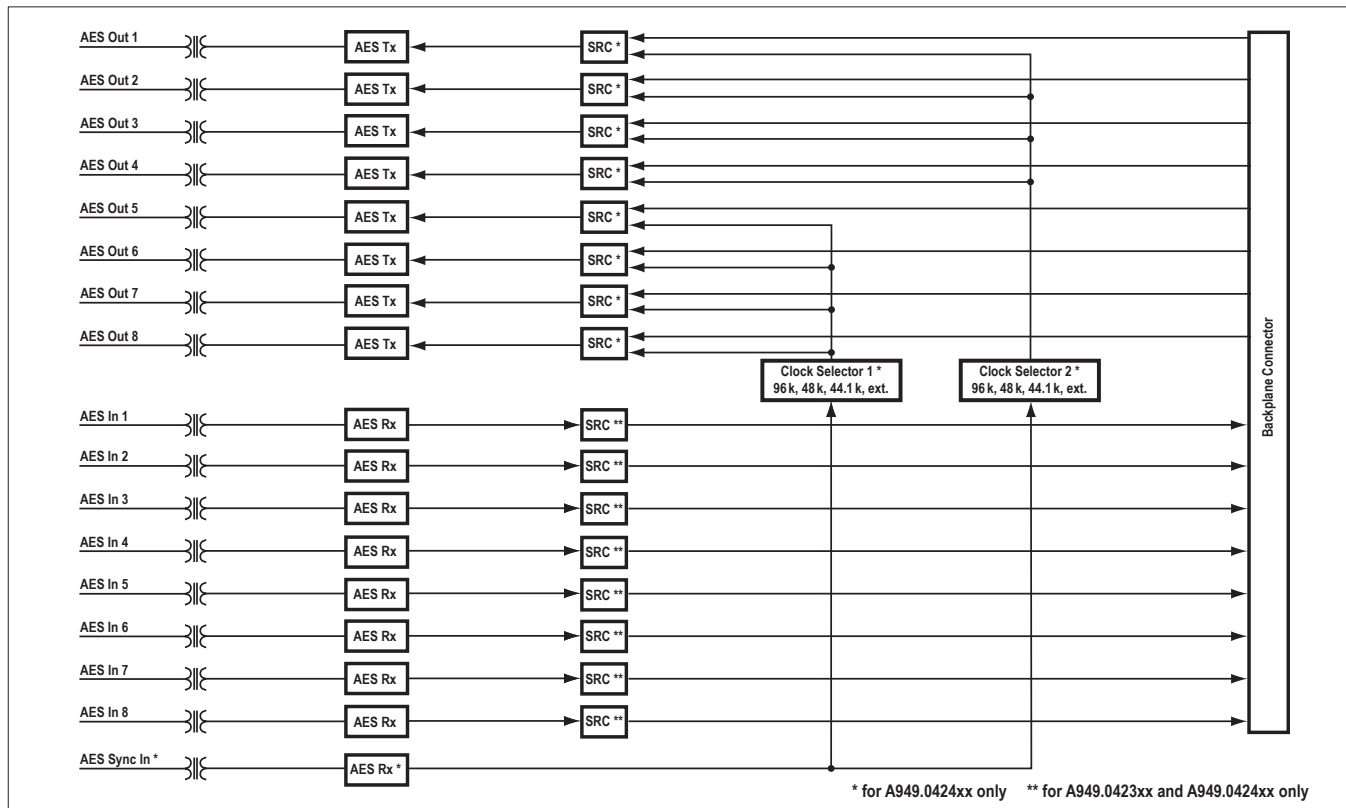 AES Out 1
AES Tx
SRC *
AES Out 2
AES Tx
SRC *
AES Out 3
AES Tx
SRC *
AES Out 4
AES Tx
SRC *
AES Out 5
AES Tx
SRC *
AES Out 6
AES Tx
SRC *
AES Out 7
AES Tx
SRC *
AES Out 8
AES Tx
SRC *
Clock Selector 1 *
96 k, 48 k, 44.1 k, ext.
Clock Selector 2 *
96 k, 48 k, 44.1 k, ext.
Backplane Connector
AES In 1
AES Rx
SRC **
AES In 2
AES Rx
SRC **
AES In 3
AES Rx
SRC **
AES In 4
AES Rx
SRC **
AES In 5
AES Rx
SRC **
AES In 6
AES Rx
SRC **
AES In 7
AES Rx
SRC **
AES In 8
AES Rx
SRC **
AES Sync In *
AES Rx *
* for A949.0424xx only ** for A949.0423xx and A949.0424xx only